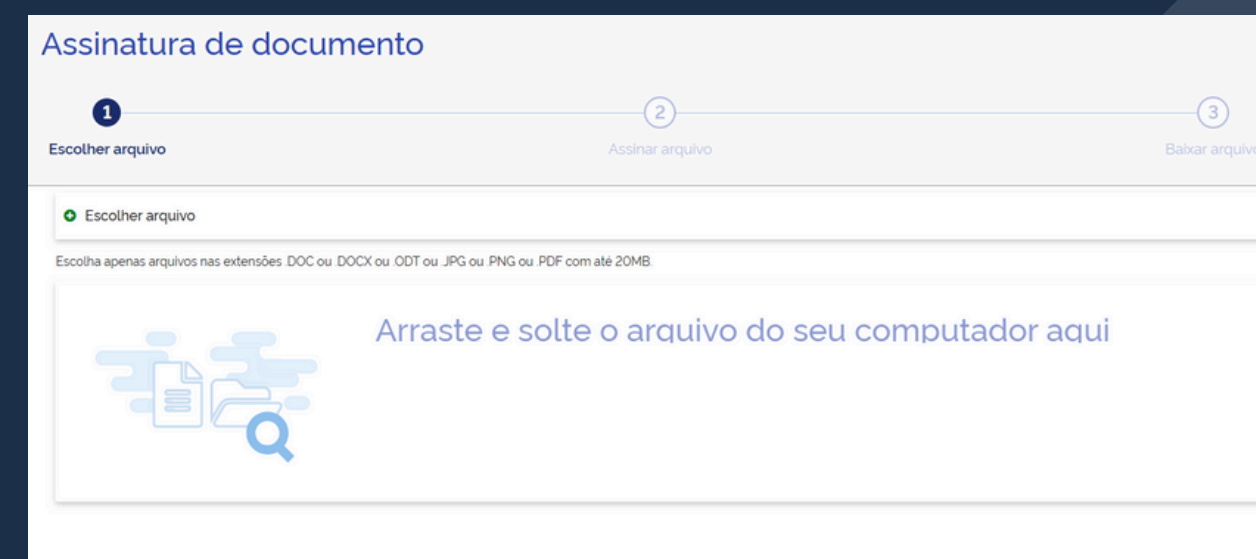 Assinatura de documento
1
2
3
Escolher arquivo
Assinar arquivo
Baixar arquivo
Escolher arquivo
Escolha apenas arquivos nas extensões .DOC ou .DOCX ou .ODT ou .JPG ou .PNG ou .PDF com até 20MB.
Arraste e solte o arquivo do seu computador aqui